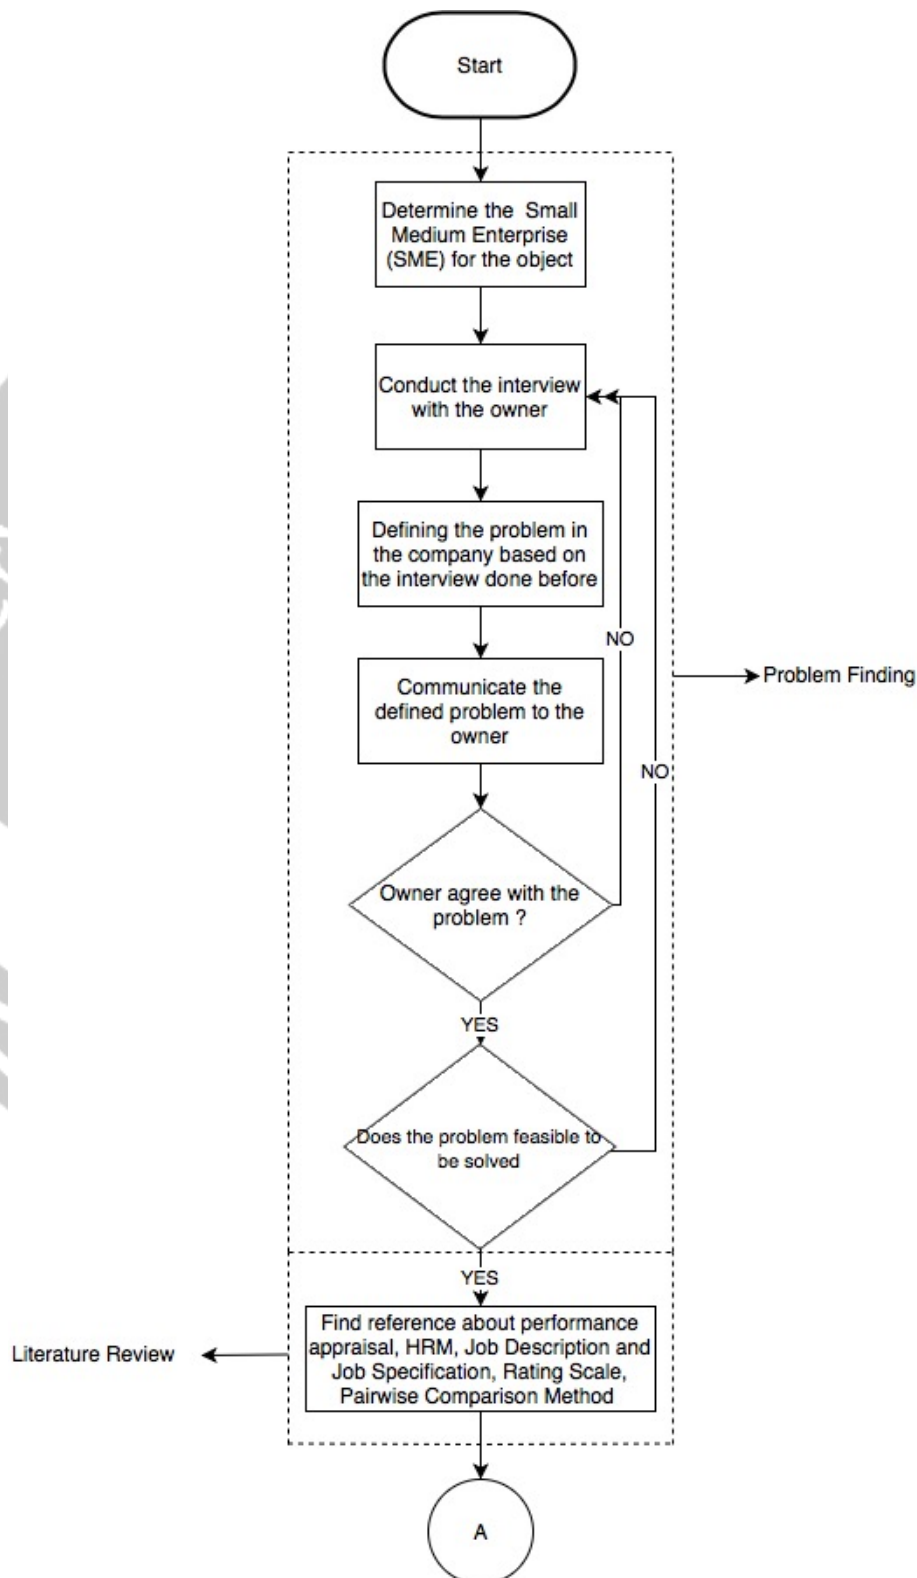 Start
Determine the Small
Medium Enterprise
(SME) for the object
Conduct the interview
with the owner
Defining the problem in
the company based on
the interview done before
NO
Communicate the
defined problem to the
owner
Problem Finding
NO
Owner agree with the
problem ?
YES
Does the problem feasible to
be solved
YES
Find reference about performance
appraisal, HRM, Job Description and
Job Specification, Rating Scale,
Pairwise Comparison Method
Literature Review
A